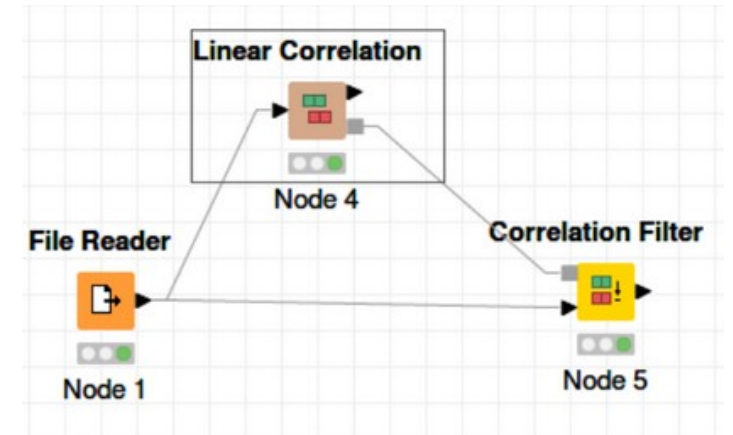 Linear Correlation
Node 4
File Reader
Node 1
Correlation Filter
Node 5